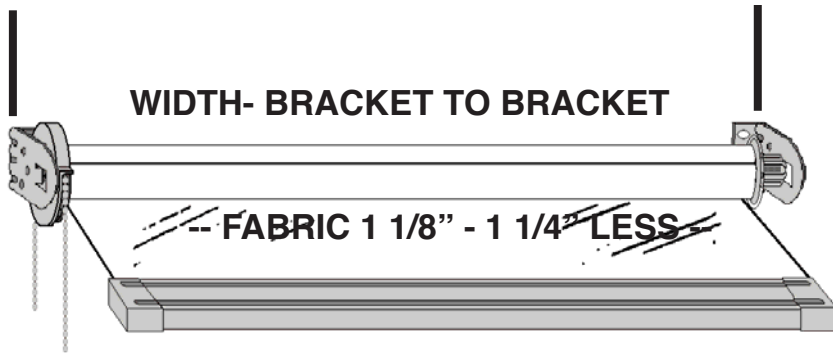 WIDTH- BRACKET TO BRACKET
-- FABRIC 1 1/8” - 1 1/4” LESS --